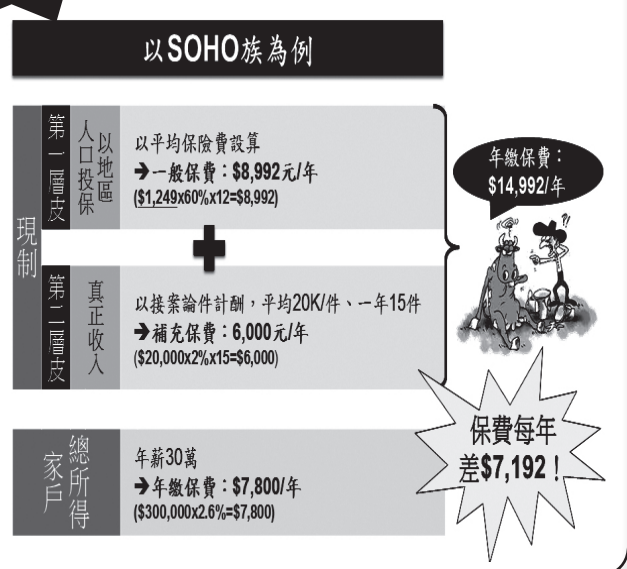 以SOHO族為例
現制
第一層皮
以地區
人口投保
以平均保險費設算
➔一般保費：$8,992元/年
($1,249x60%x12=$8,992)
+
第二層皮
真正收入
以接案論件計酬，平均20K/件、一年15件
➔補充保費：6,000元/年
($20,000x2%x15=$6,000)
年繳保費：
$14,992/年
?!
保費每年
差$7,192！
總所得
家戶
年薪30萬
➔年繳保費：$7,800/年
($300,000x2.6%=$7,800)